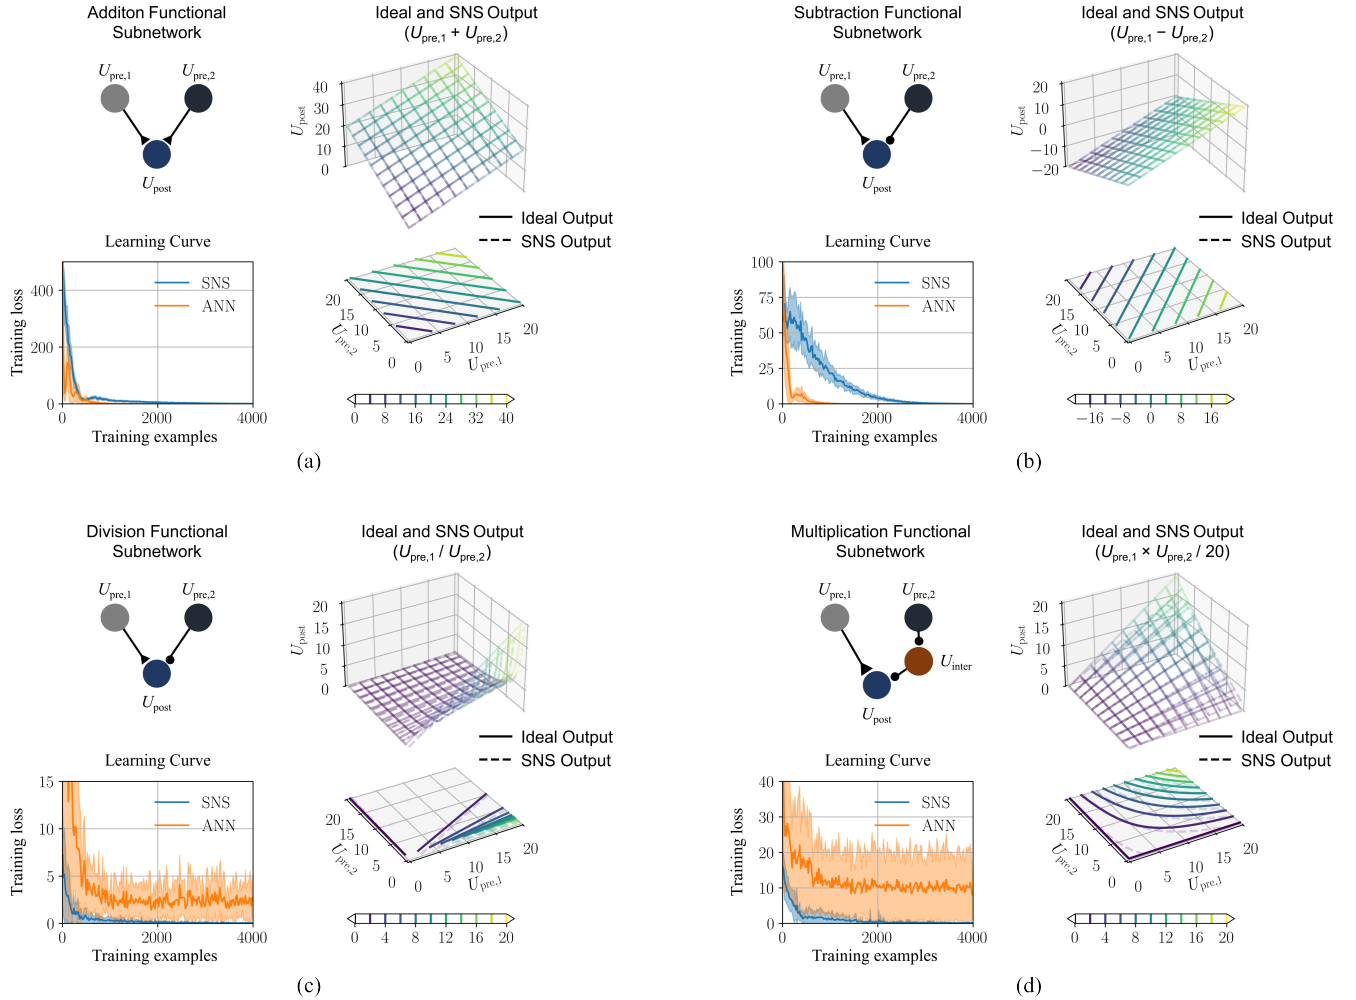 Additon Functional
Subnetwork
Ideal and SNS Output
(Upre,1 + Upre,2)
Upre,1
Upre,2
Upost
40
30
20
10
0
Upost
Ideal Output
SNS Output
Learning Curve
SNS
ANN
400
200
0
Training loss
0
2000
4000
Training examples
20
15
10
5
0
Upre,2
0
5
10
15
20
Upre,1
0
8
16
24
32
40
(a)
Subtraction Functional
Subnetwork
Ideal and SNS Output
(Upre,1 − Upre,2)
Upre,1
Upre,2
Upost
20
10
0
−10
−20
Upost
Ideal Output
SNS Output
Learning Curve
SNS
ANN
100
75
50
25
0
Training loss
0
2000
4000
Training examples
20
15
10
5
0
Upre,2
0
5
10
15
20
Upre,1
−16
−8
0
8
16
(b)
Division Functional
Subnetwork
Ideal and SNS Output
(Upre,1 / Upre,2)
Upre,1
Upre,2
Upost
20
15
10
5
0
Upost
Ideal Output
SNS Output
Learning Curve
SNS
ANN
15
10
5
0
Training loss
0
2000
4000
Training examples
20
15
10
5
0
Upre,2
0
5
10
15
20
Upre,1
0
4
8
12
16
20
(c)
Multiplication Functional
Subnetwork
Ideal and SNS Output
(Upre,1 × Upre,2 / 20)
Upre,1
Upre,2
Uinter
Upost
20
15
10
5
0
Upost
Ideal Output
SNS Output
Learning Curve
SNS
ANN
40
30
20
10
0
Training loss
0
2000
4000
Training examples
20
15
10
5
0
Upre,2
0
5
10
15
20
Upre,1
0
4
8
12
16
20
(d)